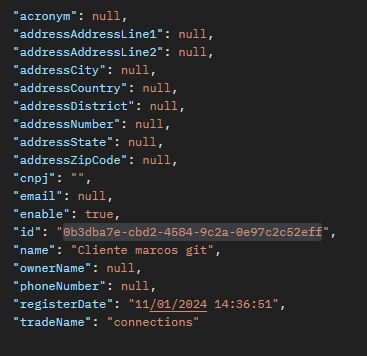 "acronym": null,
"addressAddressLine1": null,
"addressAddressLine2": null,
"addressCity": null,
"addressCountry": null,
"addressDistrict": null,
"addressNumber": null,
"addressState": null,
"addressZipCode": null,
"cnpj": "",
"email": null,
"enable": true,
"id": "0b3dba7e-cbd2-4584-9c2a-0e97c2c52eff",
"name": "Cliente marcos git",
"ownerName": null,
"phoneNumber": null,
"registerDate": "11/01/2024 14:36:51",
"tradeName": "connections"